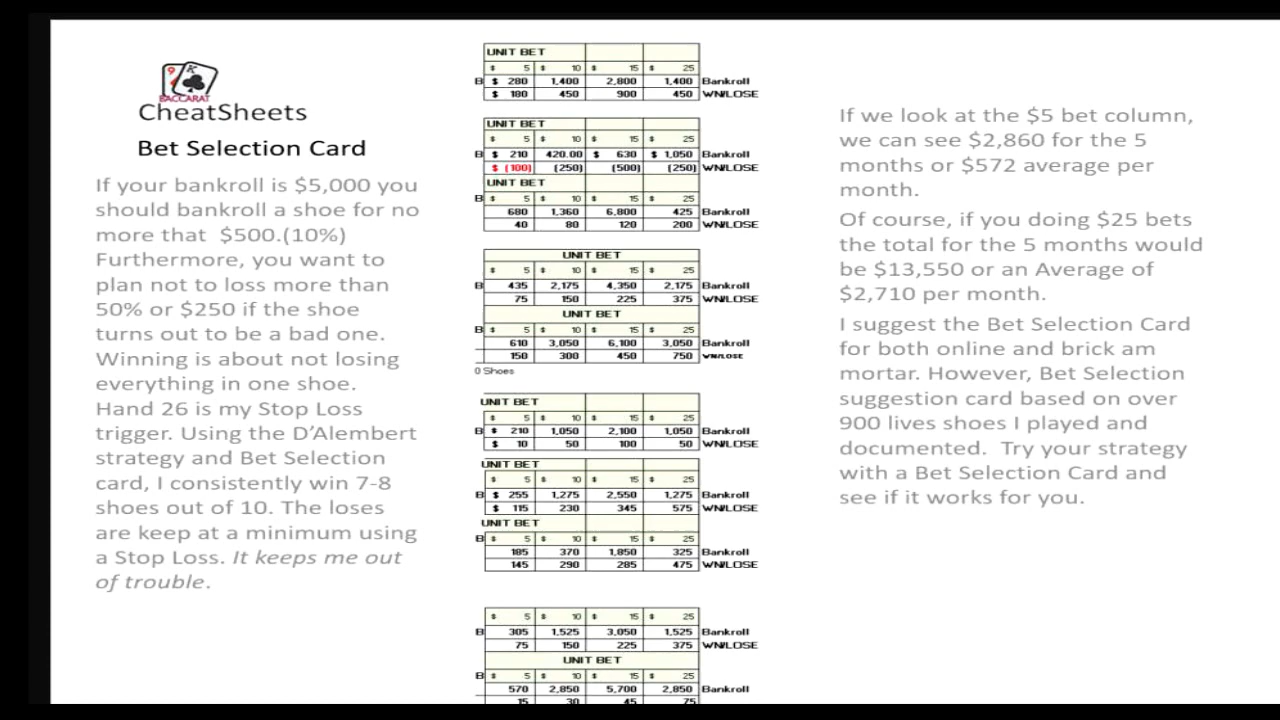 BACCARAT
CheatSheets
Bet Selection Card
If your bankroll is $5,000 you
should bankroll a shoe for no
more that $500.(10%)
Furthermore, you want to
plan not to loss more than
50% or $250 if the shoe
turns out to be a bad one.
Winning is about not losing
everything in one shoe.
Hand 26 is my Stop Loss
trigger. Using the D’Alembert
strategy and Bet Selection
card, I consistently win 7-8
shoes out of 10. The loses
are keep at a minimum using
a Stop Loss. It keeps me out
of trouble.
UNIT BET
$ 5 $ 10 $ 15 $ 25
B $ 280 1,400 2,800 1,400 Bankroll
$ 180 450 900 450 WN/LOSE
UNIT BET
$ 5 $ 10 $ 15 $ 25
B $ 210 420.00 $ 630 $ 1,050 Bankroll
$ (100) (250) (500) (250) WN/LOSE
UNIT BET
B $ 5 $ 10 $ 15 $ 25
680 1,360 6,800 425 Bankroll
40 80 120 200 WN/LOSE
UNIT BET
$ 5 $ 10 $ 15 $ 25
B 435 2,175 4,350 2,175 Bankroll
75 150 225 375 WN/LOSE
UNIT BET
B $ 5 $ 10 $ 15 $ 25
610 3,050 6,100 3,050 Bankroll
150 300 450 750 WN/LOSE
0 Shoes
UNIT BET
$ 5 $ 10 $ 15 $ 25
B $ 210 1,050 2,100 1,050 Bankroll
$ 10 50 100 50 WN/LOSE
UNIT BET
$ 5 $ 10 $ 15 $ 25
B $ 255 1,275 2,550 1,275 Bankroll
$ 115 230 345 575 WN/LOSE
UNIT BET
B $ 5 $ 10 $ 15 $ 25
185 370 1,850 325 Bankroll
145 290 285 475 WN/LOSE
$ 5 $ 10 $ 15 $ 25
B 305 1,525 3,050 1,525 Bankroll
75 150 225 375 WN/LOSE
UNIT BET
B $ 5 $ 10 $ 15 $ 25
570 2,850 5,700 2,850 Bankroll
15 30 45 75
If we look at the $5 bet column,
we can see $2,860 for the 5
months or $572 average per
month.
Of course, if you doing $25 bets
the total for the 5 months would
be $13,550 or an Average of
$2,710 per month.
I suggest the Bet Selection Card
for both online and brick am
mortar. However, Bet Selection
suggestion card based on over
900 lives shoes I played and
documented. Try your strategy
with a Bet Selection Card and
see if it works for you.